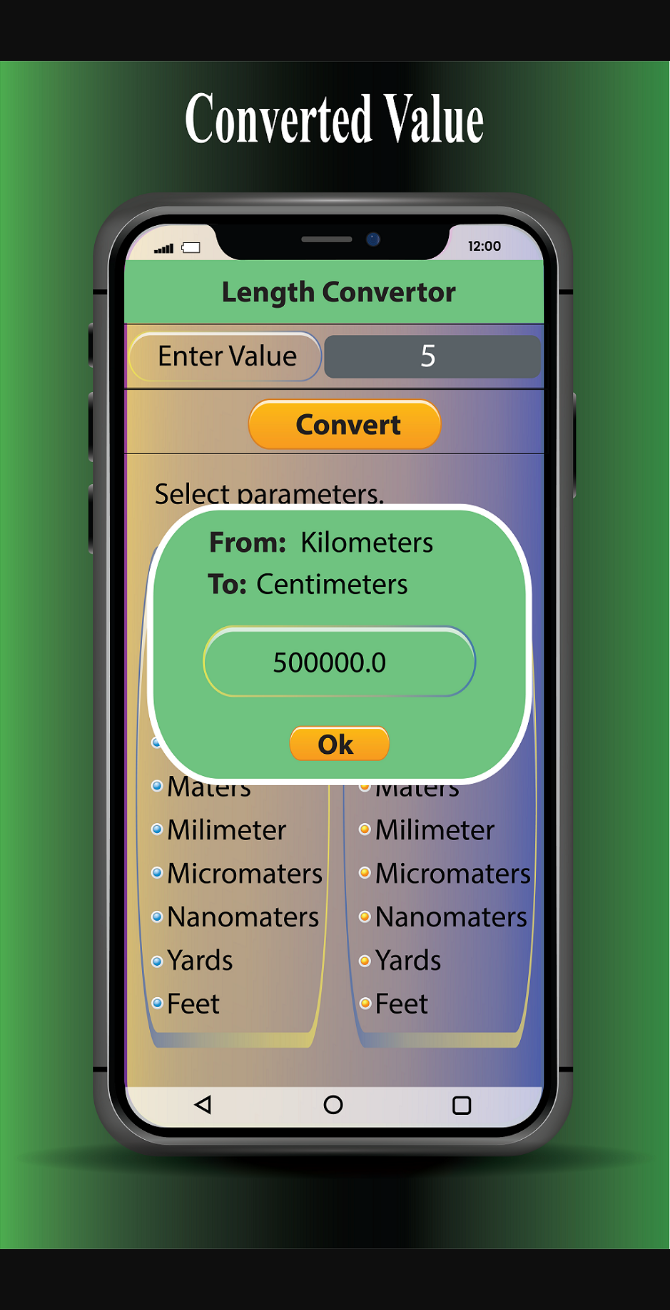 Converted Value
12:00
Length Convertor
Enter Value 5
Convert
Select parameters.
From: Kilometers
To: Centimeters
500000.0
Ok
Maters Maters
Milimeter Milimeter
Micromaters Micromaters
Nanomaters Nanomaters
Yards Yards
Feet Feet